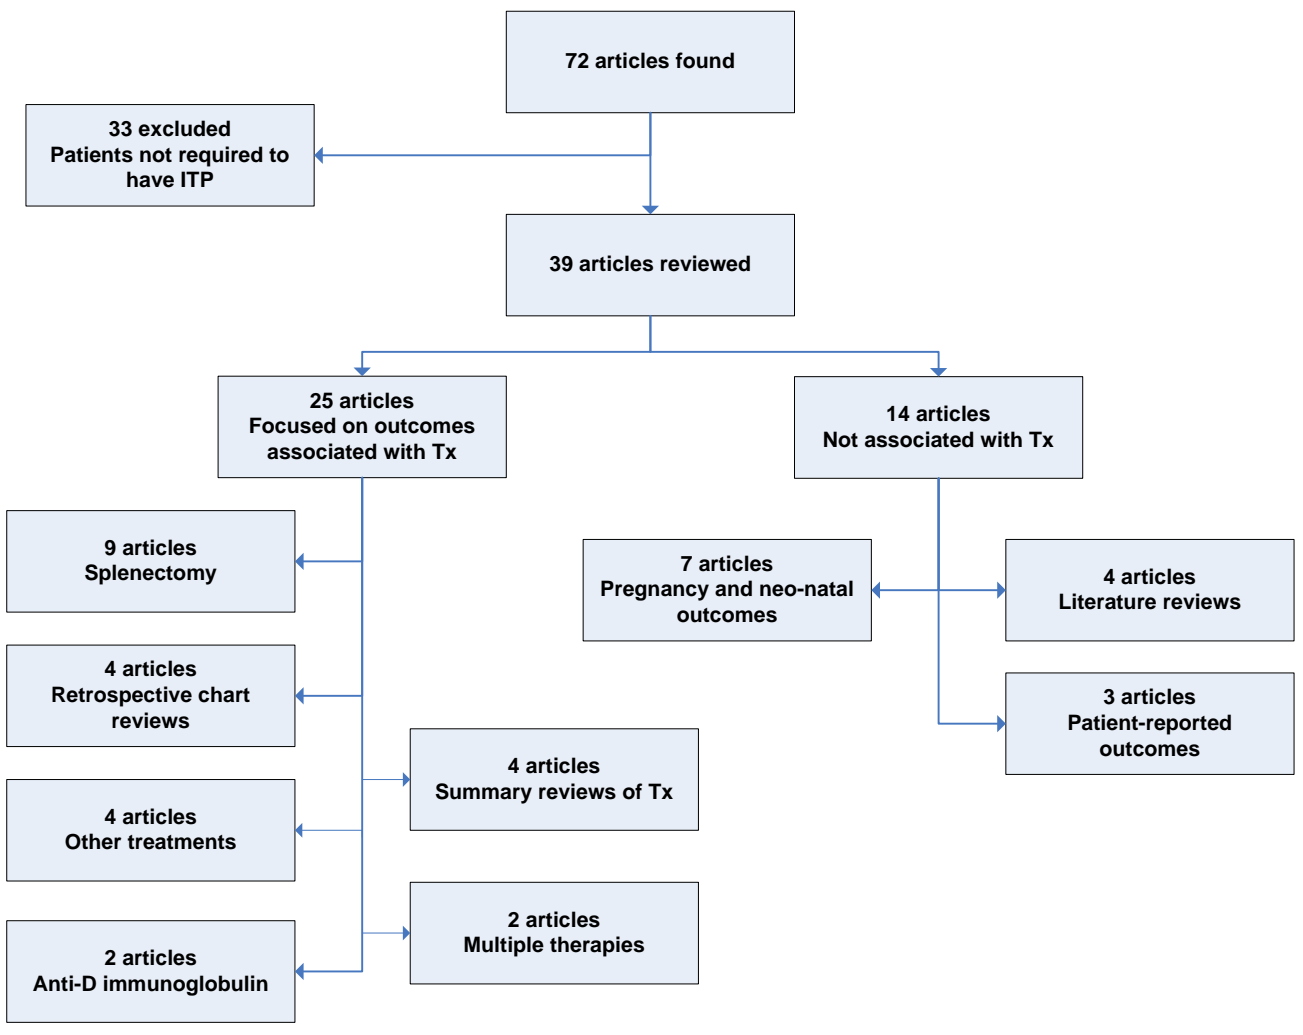 72 articles found
33 excluded
Patients not required to
have ITP
39 articles reviewed
25 articles
Focused on outcomes
associated with Tx
14 articles
Not associated with Tx
9 articles
Splenectomy
7 articles
Pregnancy and neo-natal
outcomes
4 articles
Literature reviews
4 articles
Retrospective chart
reviews
3 articles
Patient-reported
outcomes
4 articles
Summary reviews of Tx
4 articles
Other treatments
2 articles
Multiple therapies
2 articles
Anti-D immunoglobulin